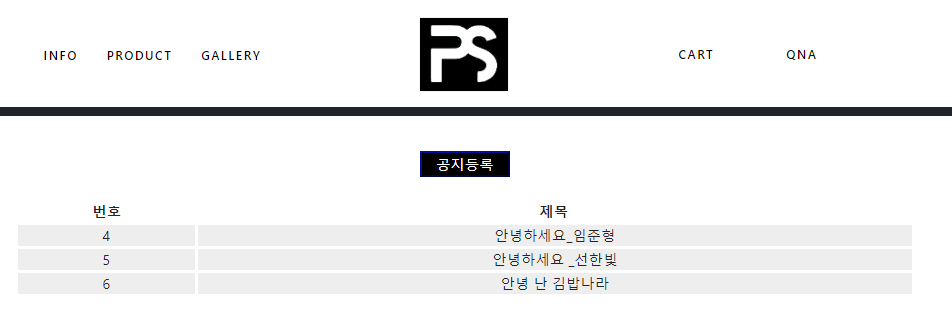 INFO PRODUCT GALLERY PS CART QNA
공지등록
번호 제목
4 안녕하세요_임준형
5 안녕하세요 _선한빛
6 안녕 난 김밥나라